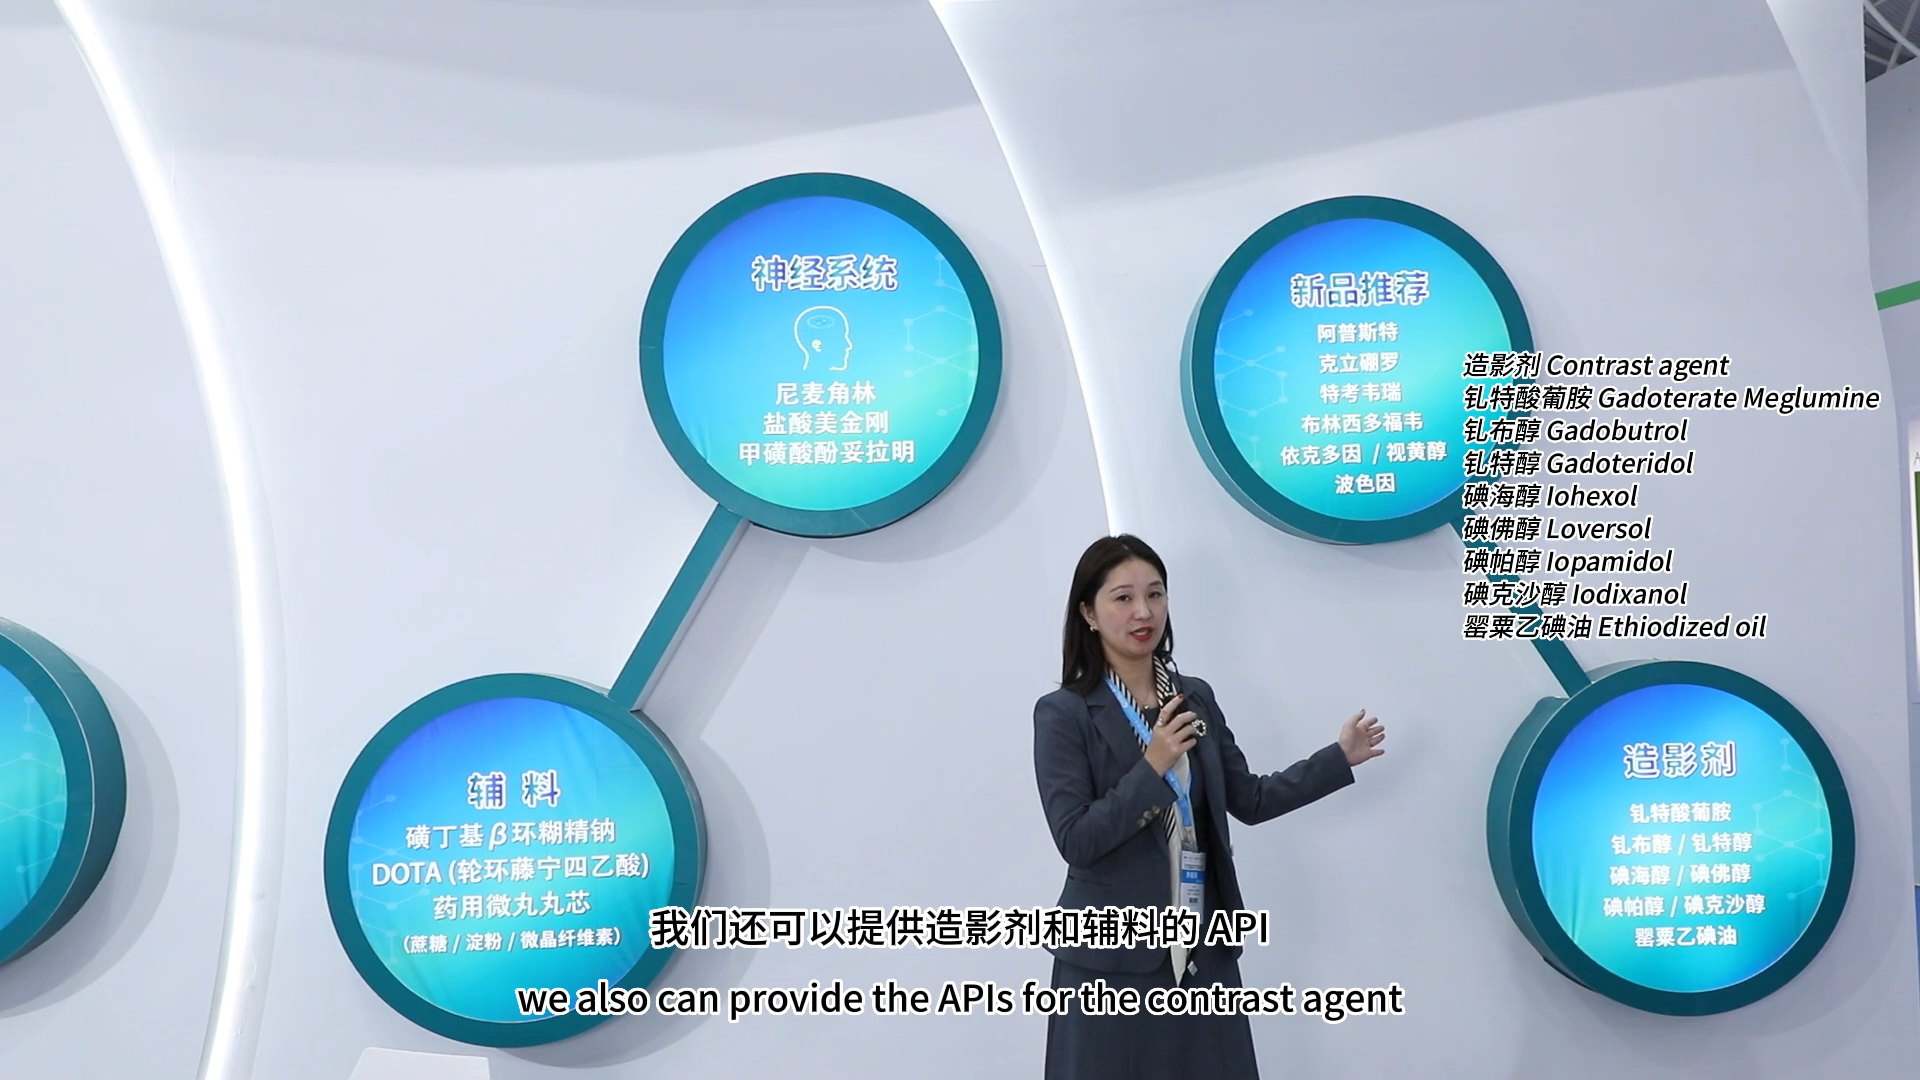 神经系统
尼麦角林
盐酸美金刚
甲磺酸酚妥拉明
新品推荐
阿普斯特
克立硼罗
特考韦瑞
布林西多福韦
依克多因 / 视黄醇
波色因
造影剂 Contrast agent
钆特酸葡胺 Gadoterate Meglumine
钆布醇 Gadobutrol
钆特醇 Gadoteridol
碘海醇 Iohexol
碘佛醇 Loversol
碘帕醇 Iopamidol
碘克沙醇 Iodixanol
罂粟乙碘油 Ethiodized oil
辅 料
磺丁基β环糊精钠
DOTA (轮环藤宁四乙酸)
药用微丸丸芯
(蔗糖 / 淀粉 / 微晶纤维素)
造影剂
钆特酸葡胺
钆布醇 / 钆特醇
碘海醇 / 碘佛醇
碘帕醇 / 碘克沙醇
罂粟乙碘油
我们还可以提供造影剂和辅料的 API
we also can provide the APIs for the contrast agent